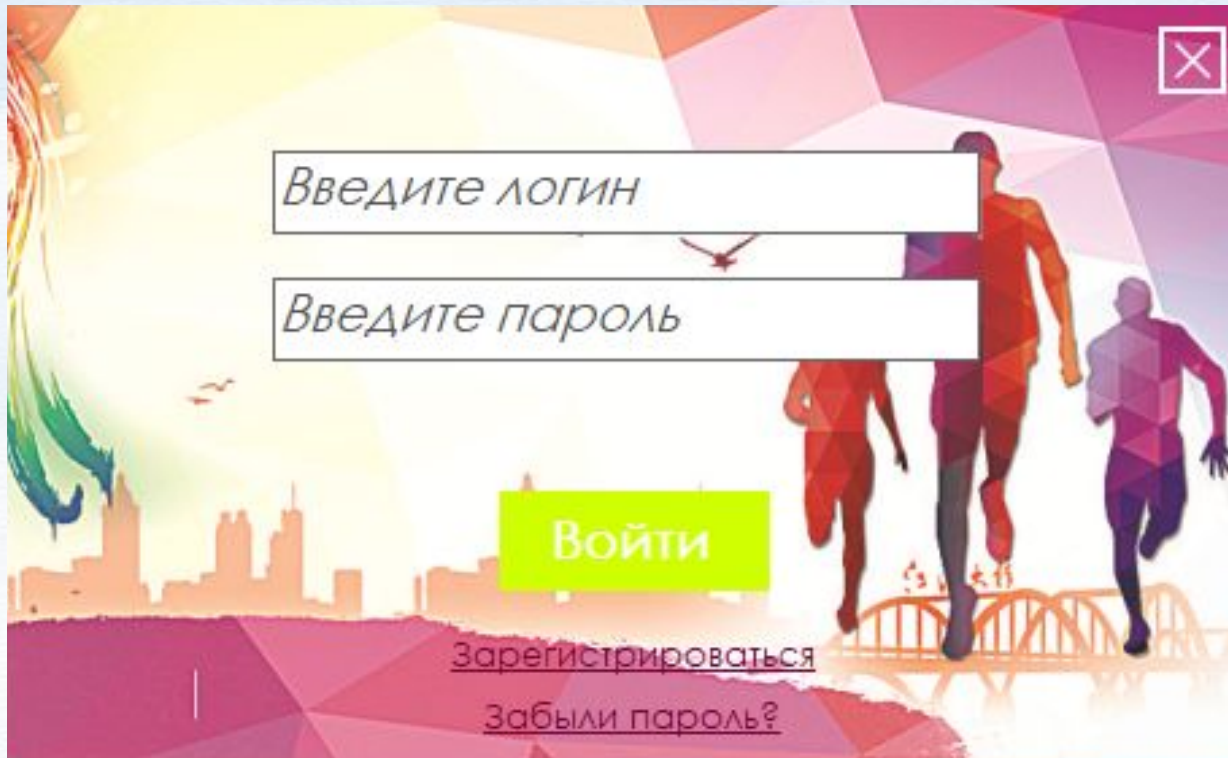 Введите логин
Введите пароль
Войти
Зарегистрироваться
Забыли пароль?